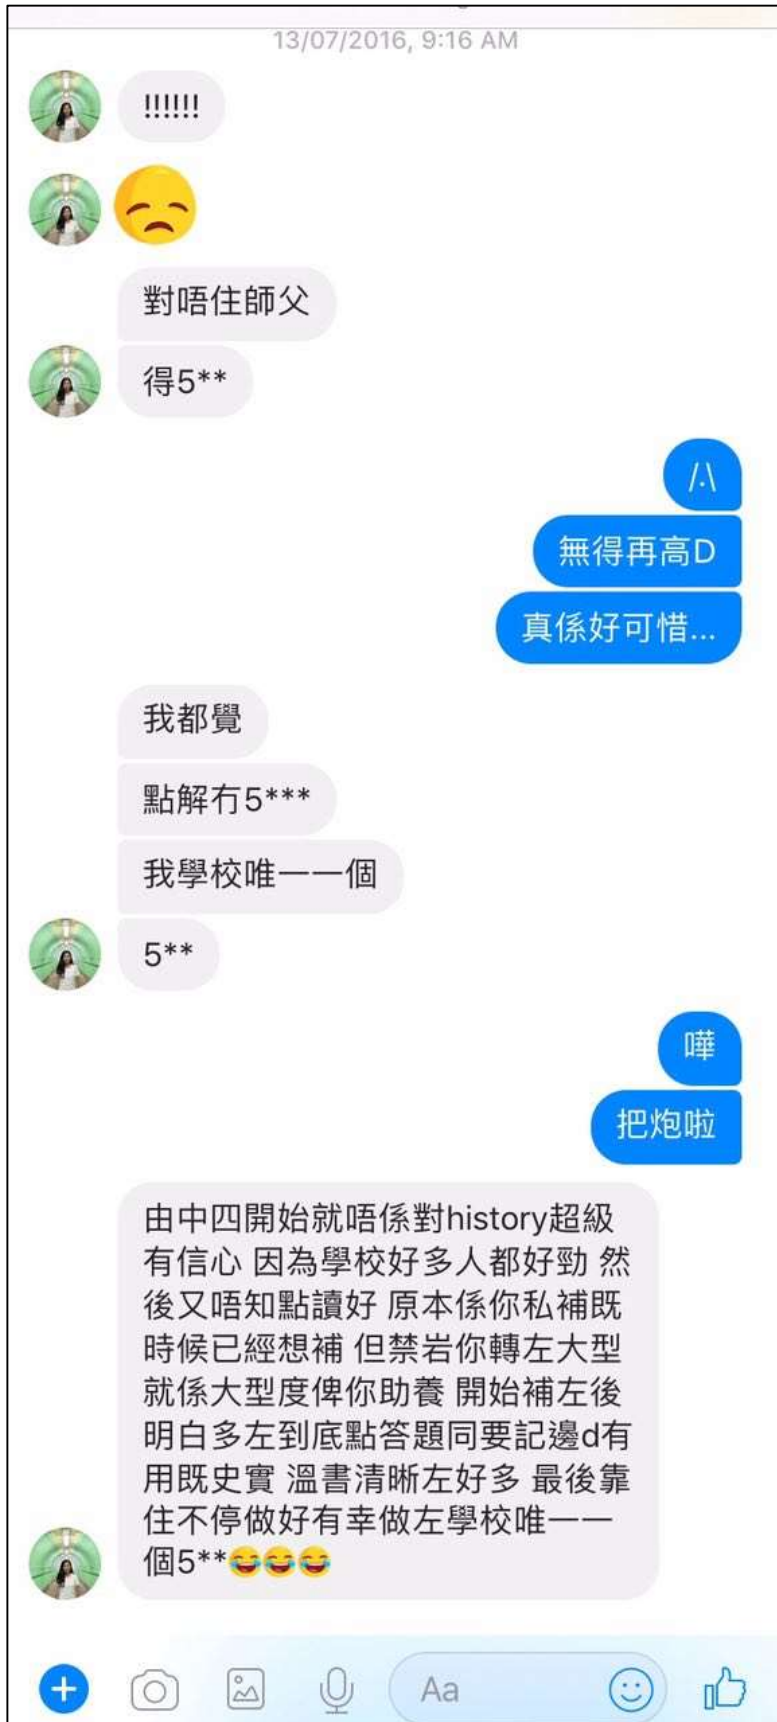 13/07/2016, 9:16 AM
!!!!!!
對唔住師父
得5**
/.\
無得再高D
真係好可惜...
我都覺
點解冇5***
我學校唯一一個
5**
嘩
把炮啦
由中四開始就唔係對history超級
有信心 因為學校好多人都好勁 然
後又唔知點讀好 原本係你私補既
時候已經想補 但禁岩你轉左大型
就係大型度俾你助養 開始補左後
明白多左到底點答題同要記邊d有
用既史實 溫書清晰左好多 最後靠
住不停做好有幸做左學校唯一一
個5**😂😂😂
Aa